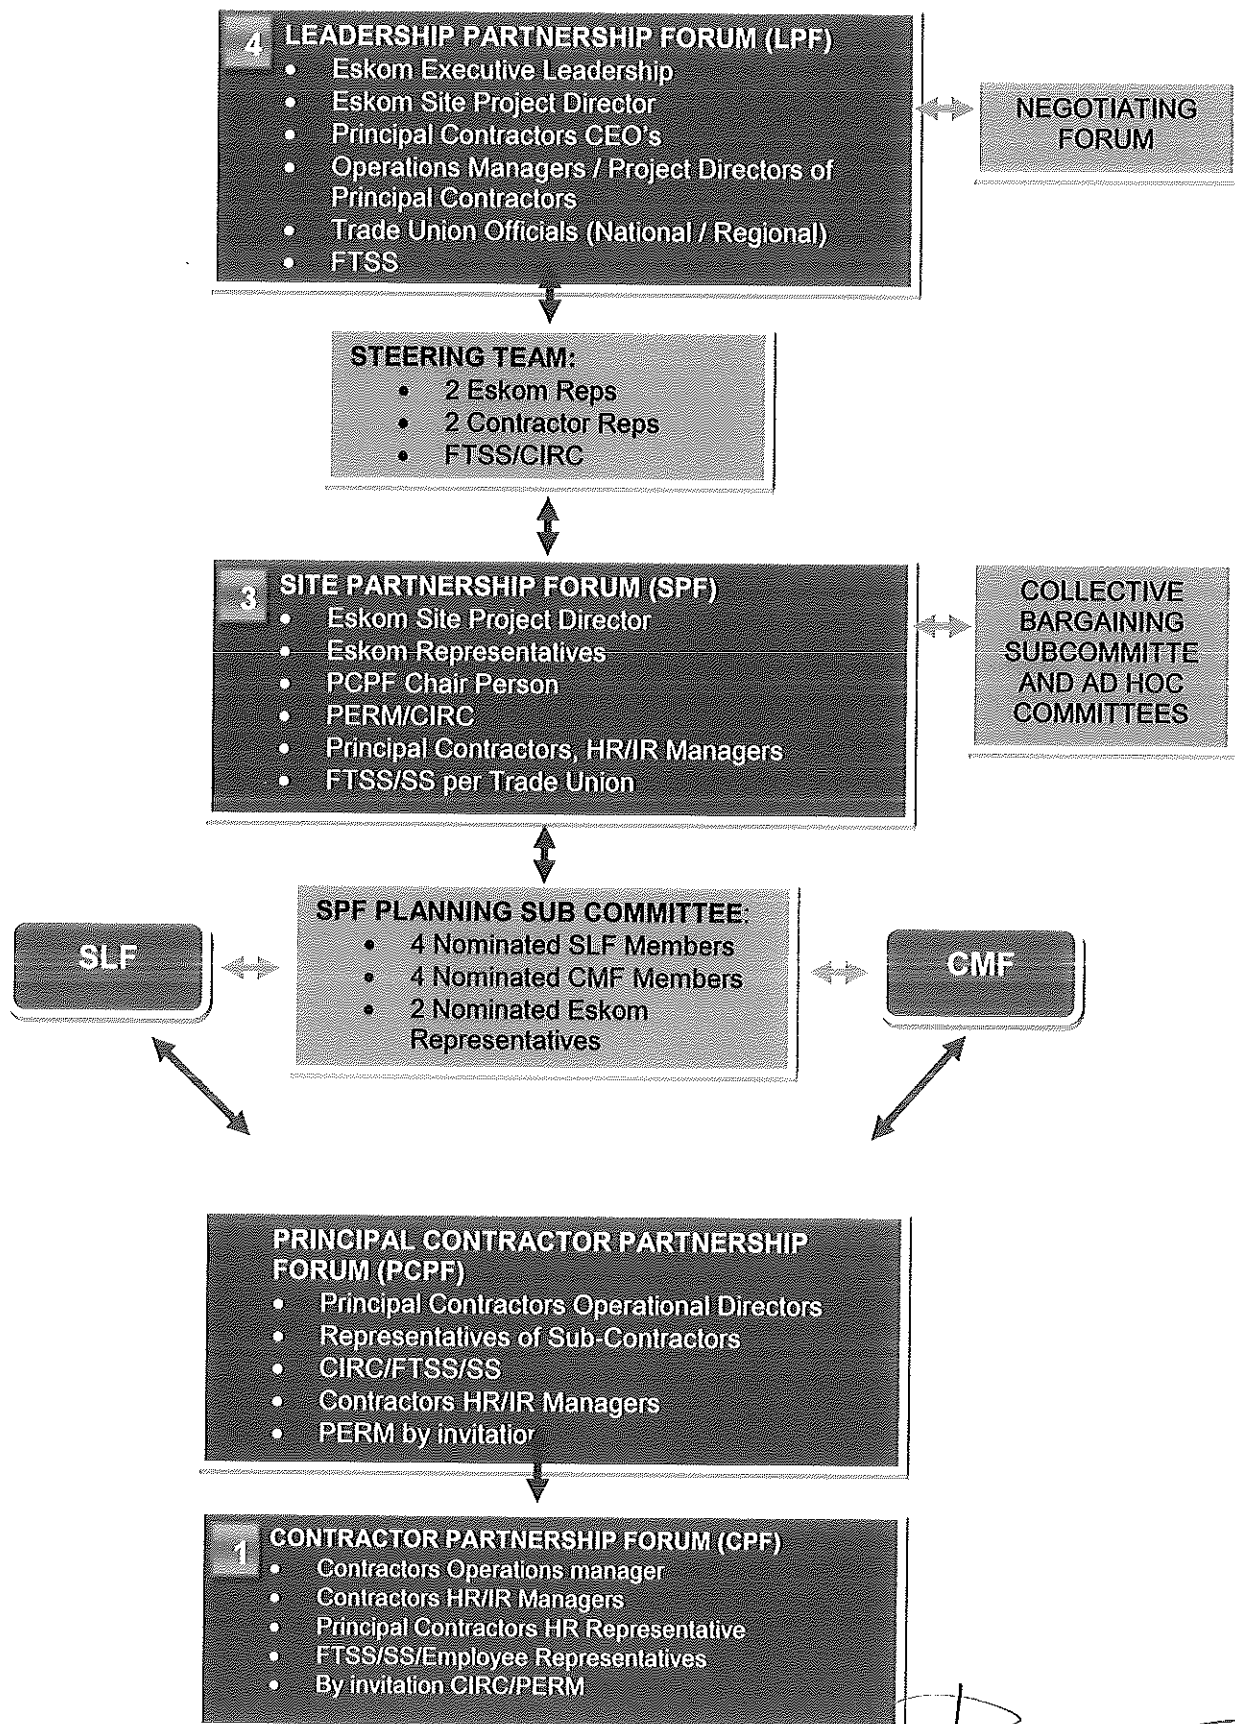 4 LEADERSHIP PARTNERSHIP FORUM (LPF)
• Eskom Executive Leadership
• Eskom Site Project Director
• Principal Contractors CEO's
• Operations Managers / Project Directors of
Principal Contractors
• Trade Union Officials (National / Regional)
• FTSS
NEGOTIATING
FORUM
STEERING TEAM:
• 2 Eskom Reps
• 2 Contractor Reps
• FTSS/CIRC
3 SITE PARTNERSHIP FORUM (SPF)
• Eskom Site Project Director
• Eskom Representatives
• PCPF Chair Person
• PERM/CIRC
• Principal Contractors, HR/IR Managers
• FTSS/SS per Trade Union
COLLECTIVE
BARGAINING
SUBCOMMITTE
AND AD HOC
COMMITTEES
SLF
SPF PLANNING SUB COMMITTEE:
• 4 Nominated SLF Members
• 4 Nominated CMF Members
• 2 Nominated Eskom
Representatives
CMF
PRINCIPAL CONTRACTOR PARTNERSHIP
FORUM (PCPF)
• Principal Contractors Operational Directors
• Representatives of Sub-Contractors
• CIRC/FTSS/SS
• Contractors HR/IR Managers
• PERM by invitation
1 CONTRACTOR PARTNERSHIP FORUM (CPF)
• Contractors Operations manager
• Contractors HR/IR Managers
• Principal Contractors HR Representative
• FTSS/SS/Employee Representatives
• By invitation CIRC/PERM